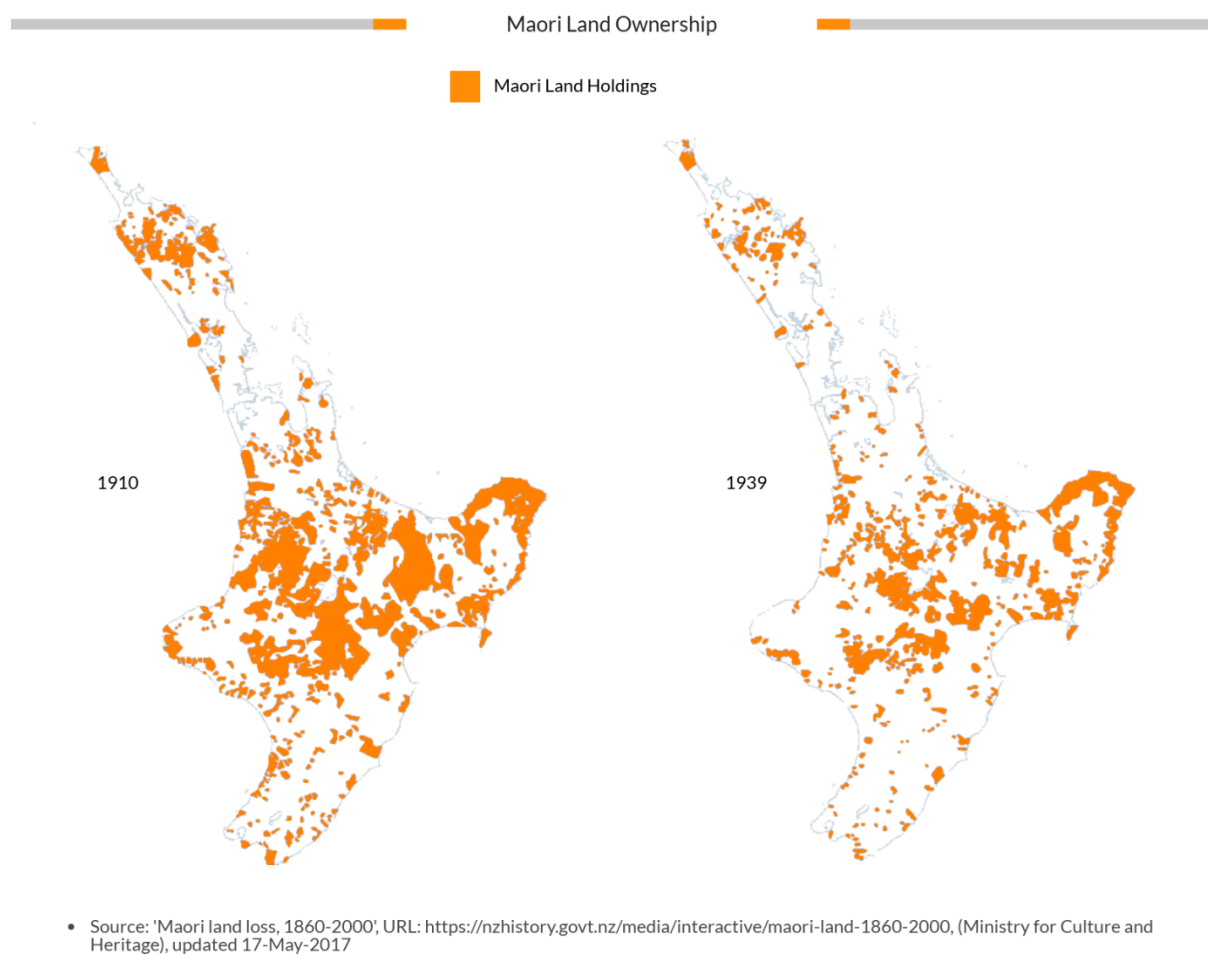 Maori Land Ownership
Maori Land Holdings
1910
1939
• Source: 'Maori land loss, 1860-2000', URL: https://nzhistory.govt.nz/media/interactive/maori-land-1860-2000, (Ministry for Culture and
Heritage), updated 17-May-2017